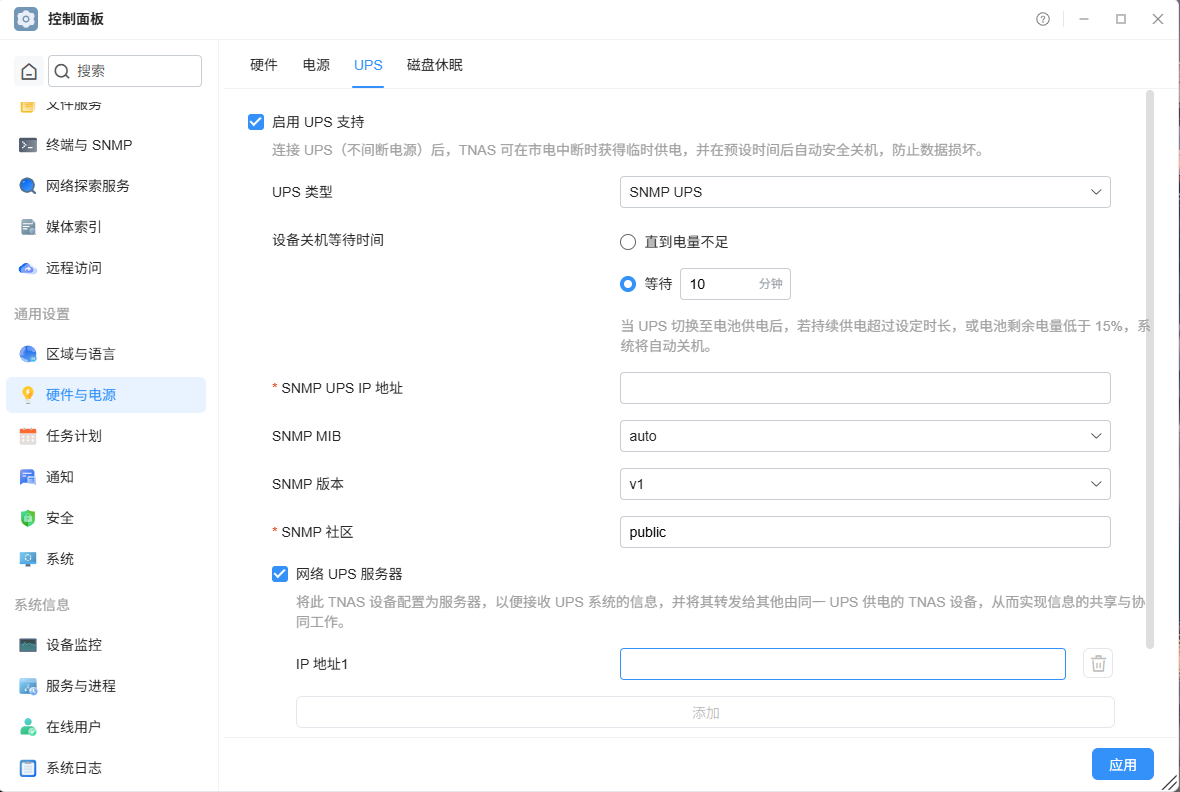 控制面板
搜索
文件服务
终端与 SNMP
网络探索服务
媒体索引
远程访问
通用设置
区域与语言
硬件与电源
任务计划
通知
安全
系统
系统信息
设备监控
服务与进程
在线用户
系统日志
硬件 电源 UPS 磁盘休眠
启用 UPS 支持
连接 UPS（不间断电源）后，TNAS 可在市电中断时获得临时供电，并在预设时间后自动安全关机，防止数据损坏。
UPS 类型 SNMP UPS
设备关机等待时间 直到电量不足
等待 10 分钟
当 UPS 切换至电池供电后，若持续供电超过设定时长，或电池剩余电量低于 15%，系
统将自动关机。
* SNMP UPS IP 地址
SNMP MIB auto
SNMP 版本 v1
* SNMP 社区 public
网络 UPS 服务器
将此 TNAS 设备配置为服务器，以便接收 UPS 系统的信息，并将其转发给其他由同一 UPS 供电的 TNAS 设备，从而实现信息的共享与协
同工作。
IP 地址1
添加
应用